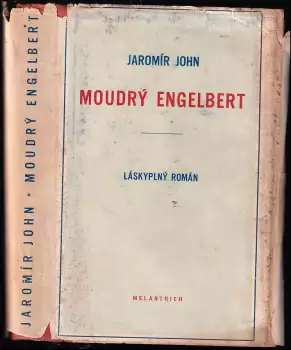 JAROMÍR JOHN • MOUDRÝ ENGELBERT
JAROMÍR JOHN
MOUDRÝ ENGELBERT
LÁSKYPLNÝ ROMÁN
MELANTRICH